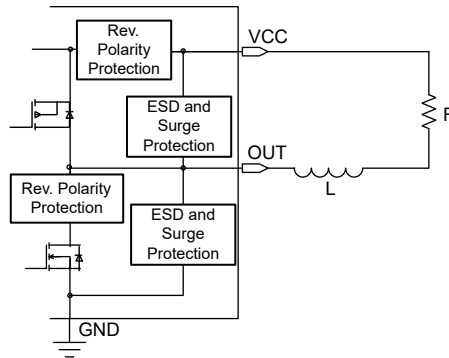 Rev.
Polarity
Protection
VCC
ESD and
Surge
Protection
R
OUT
L
Rev. Polarity
Protection
ESD and
Surge
Protection
GND